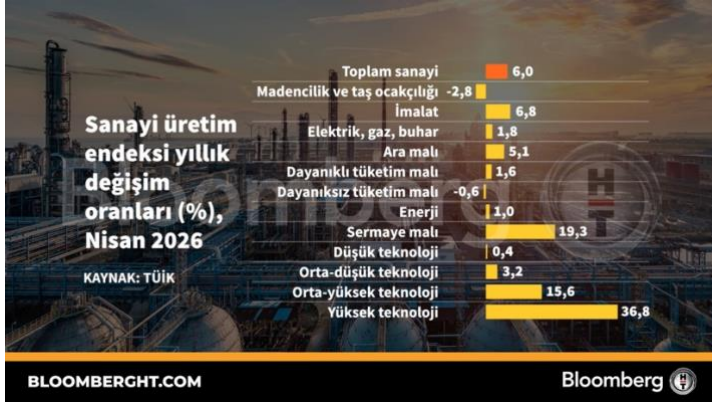 Sanayi üretim
endeksi yıllık
değişim
oranları (%),
Nisan 2026
KAYNAK: TÜİK
Toplam sanayi 6,0
Madencilik ve taş ocakçılığı -2,8
İmalat 6,8
Elektrik, gaz, buhar 1,8
Ara malı 5,1
Dayanıklı tüketim malı 1,6
Dayanıksız tüketim malı -0,6
Enerji 1,0
Sermaye malı 19,3
Düşük teknoloji 0,4
Orta-düşük teknoloji 3,2
Orta-yüksek teknoloji 15,6
Yüksek teknoloji 36,8
Bloomberg HT
BLOOMBERGHT.COM
Bloomberg HT